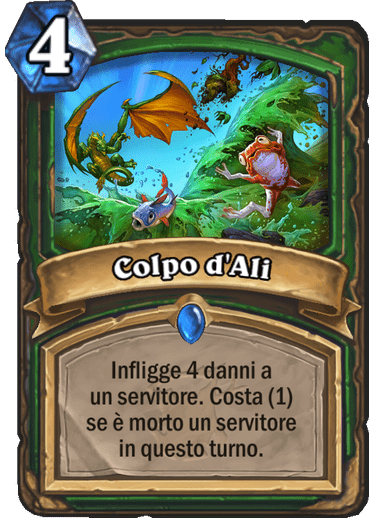 4
Colpo d'Ali
Infligge 4 danni a
un servitore. Costa (1)
se è morto un servitore
in questo turno.